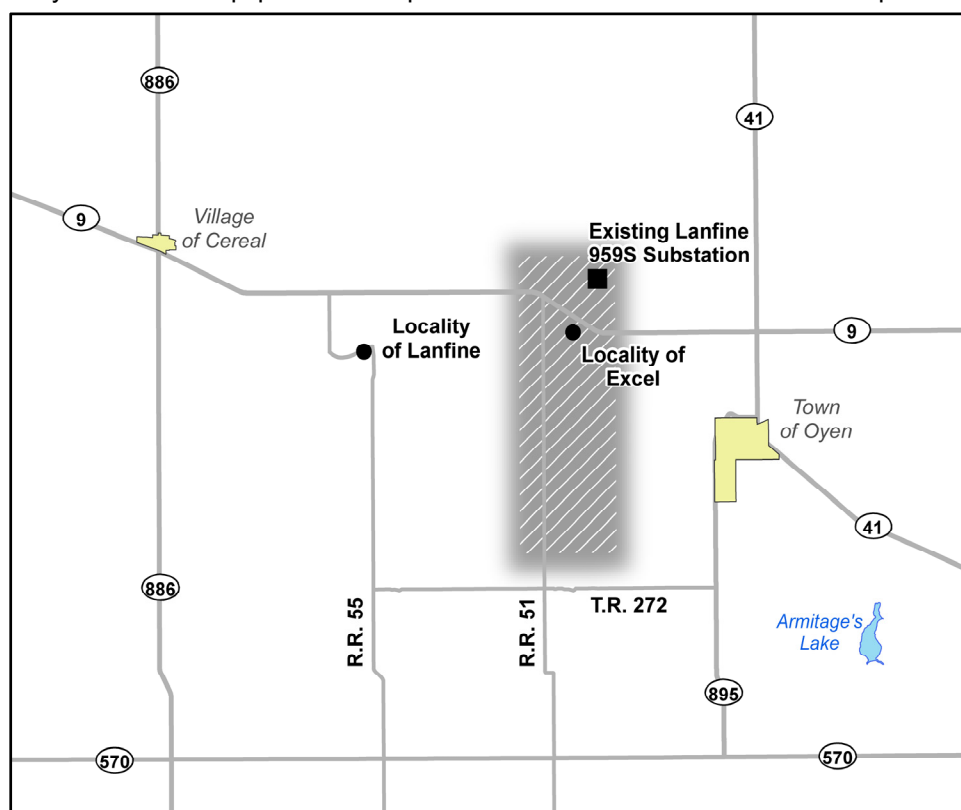 886
41
9
Village
of Cereal
Existing Lanfine
959S Substation
Locality
of Lanfine
9
Locality of
Excel
Town
of Oyen
41
886
R.R. 55
R.R. 51
T.R. 272
Armitage's
Lake
895
570
570